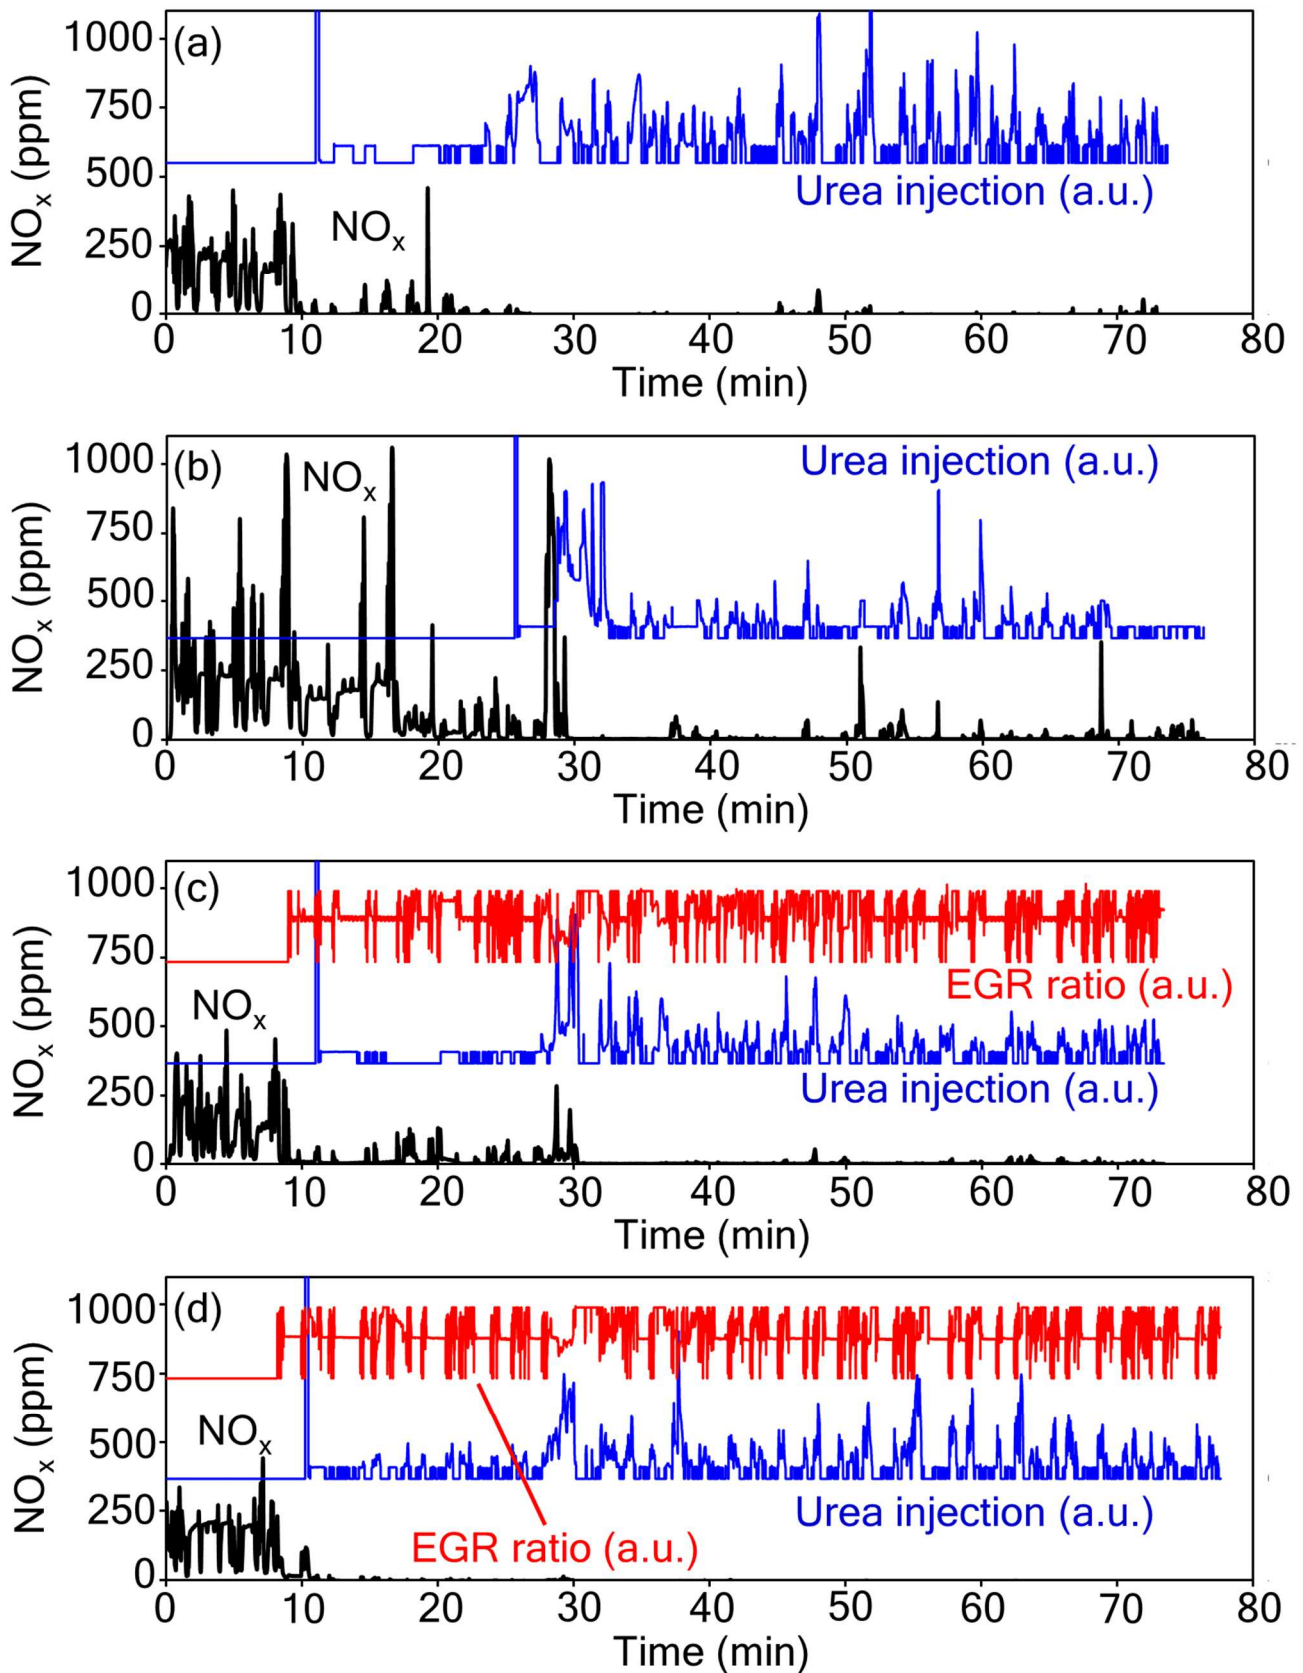 (a)
NOx (ppm)
1000
750
500
250
0
NOx
Urea injection (a.u.)
0 10 20 30 40 50 60 70 80
Time (min)
(b)
NOx (ppm)
1000
750
500
250
0
NOx
Urea injection (a.u.)
0 10 20 30 40 50 60 70 80
Time (min)
(c)
NOx (ppm)
1000
750
500
250
0
NOx
EGR ratio (a.u.)
Urea injection (a.u.)
0 10 20 30 40 50 60 70 80
Time (min)
(d)
NOx (ppm)
1000
750
500
250
0
NOx
Urea injection (a.u.)
EGR ratio (a.u.)
0 10 20 30 40 50 60 70 80
Time (min)